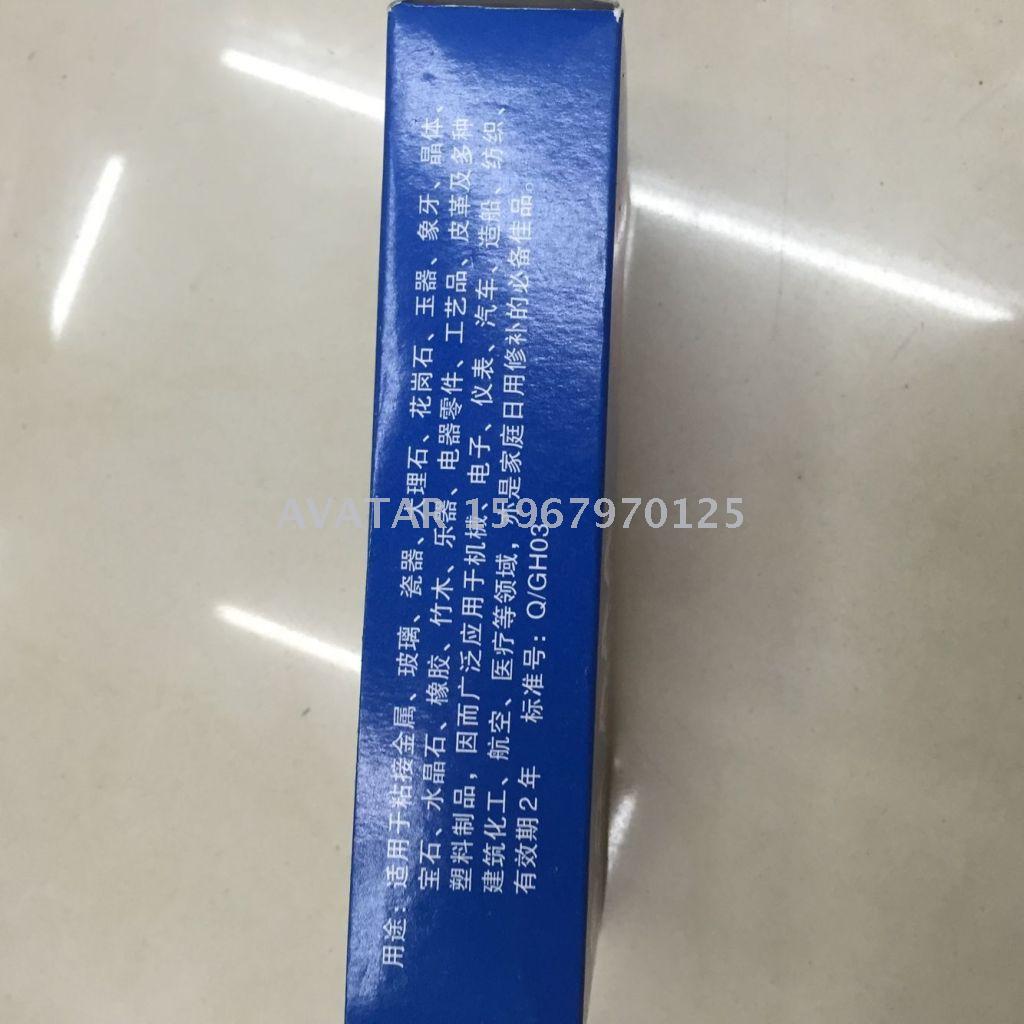 用途：适用于粘接金属、玻璃、瓷器、大理石、花岗石、玉器、象牙、晶体、
宝石、水晶石、橡胶、竹木、乐器、电器零件、工艺品、皮革及多种
塑料制品，因而广泛应用于机械、电子、仪表、汽车、造船、纺织、
建筑化工、航空、医疗等领域，亦是家庭日用修补的必备佳品。
有效期2年 标准号：Q/GH03
AVATAR 15967970125